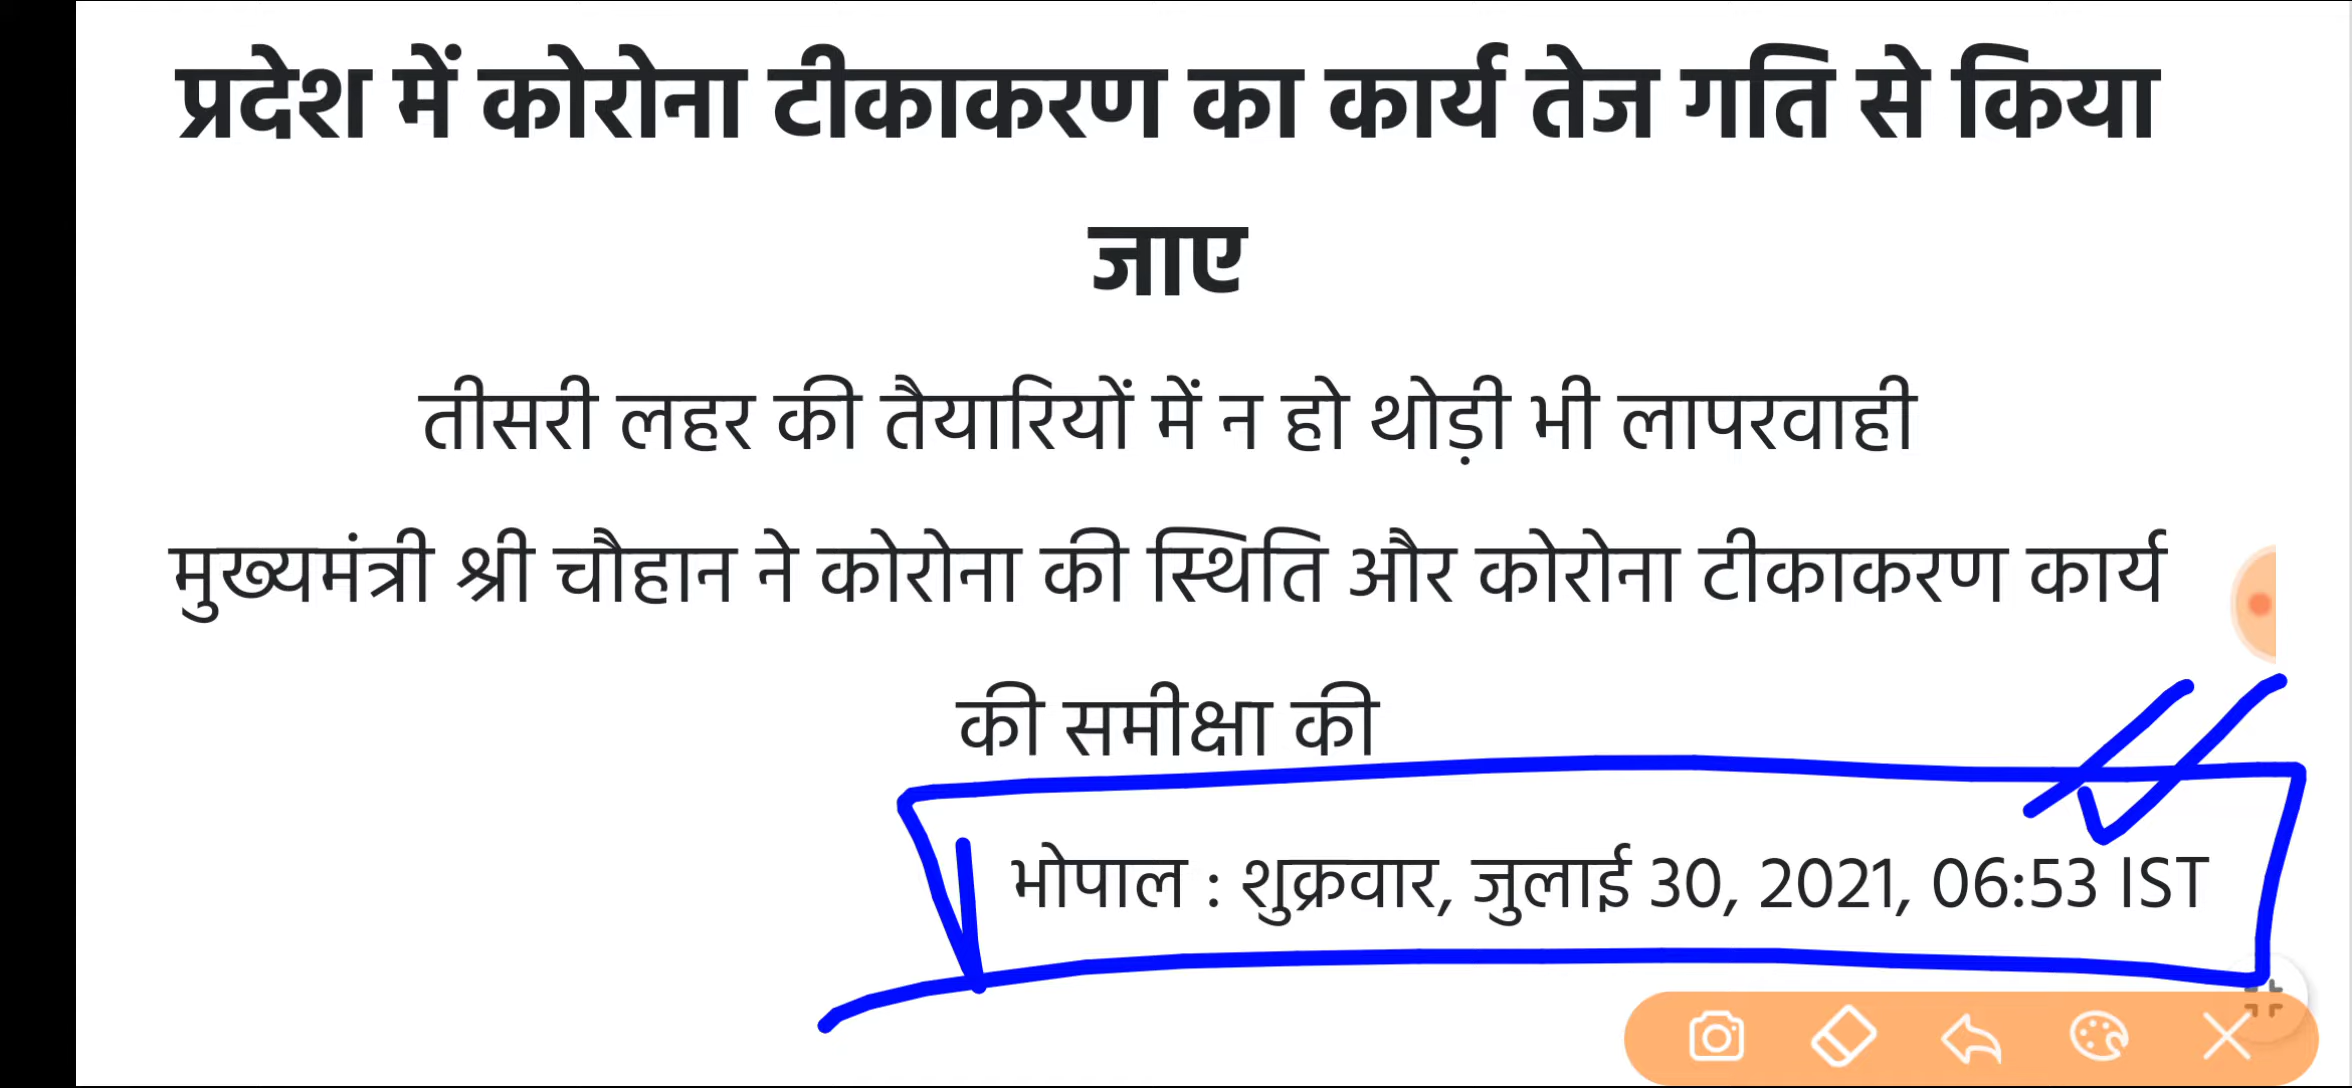 प्रदेश में कोरोना टीकाकरण का कार्य तेज गति से किया
जाए
तीसरी लहर की तैयारियों में न हो थोड़ी भी लापरवाही
मुख्यमंत्री श्री चौहान ने कोरोना की स्थिति और कोरोना टीकाकरण कार्य
की समीक्षा की
भोपाल : शुक्रवार, जुलाई 30, 2021, 06:53 IST